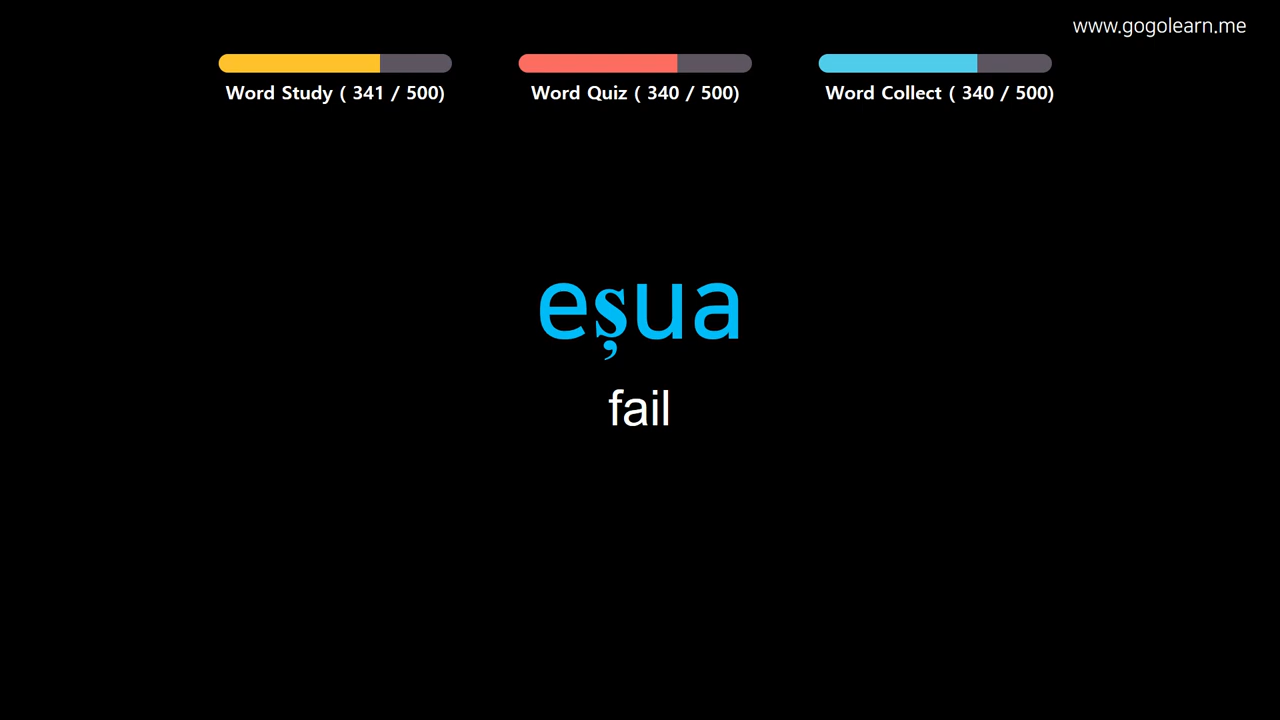 www.gogolearn.me
Word Study ( 341 / 500)
Word Quiz ( 340 / 500)
Word Collect ( 340 / 500)
eșua
fail